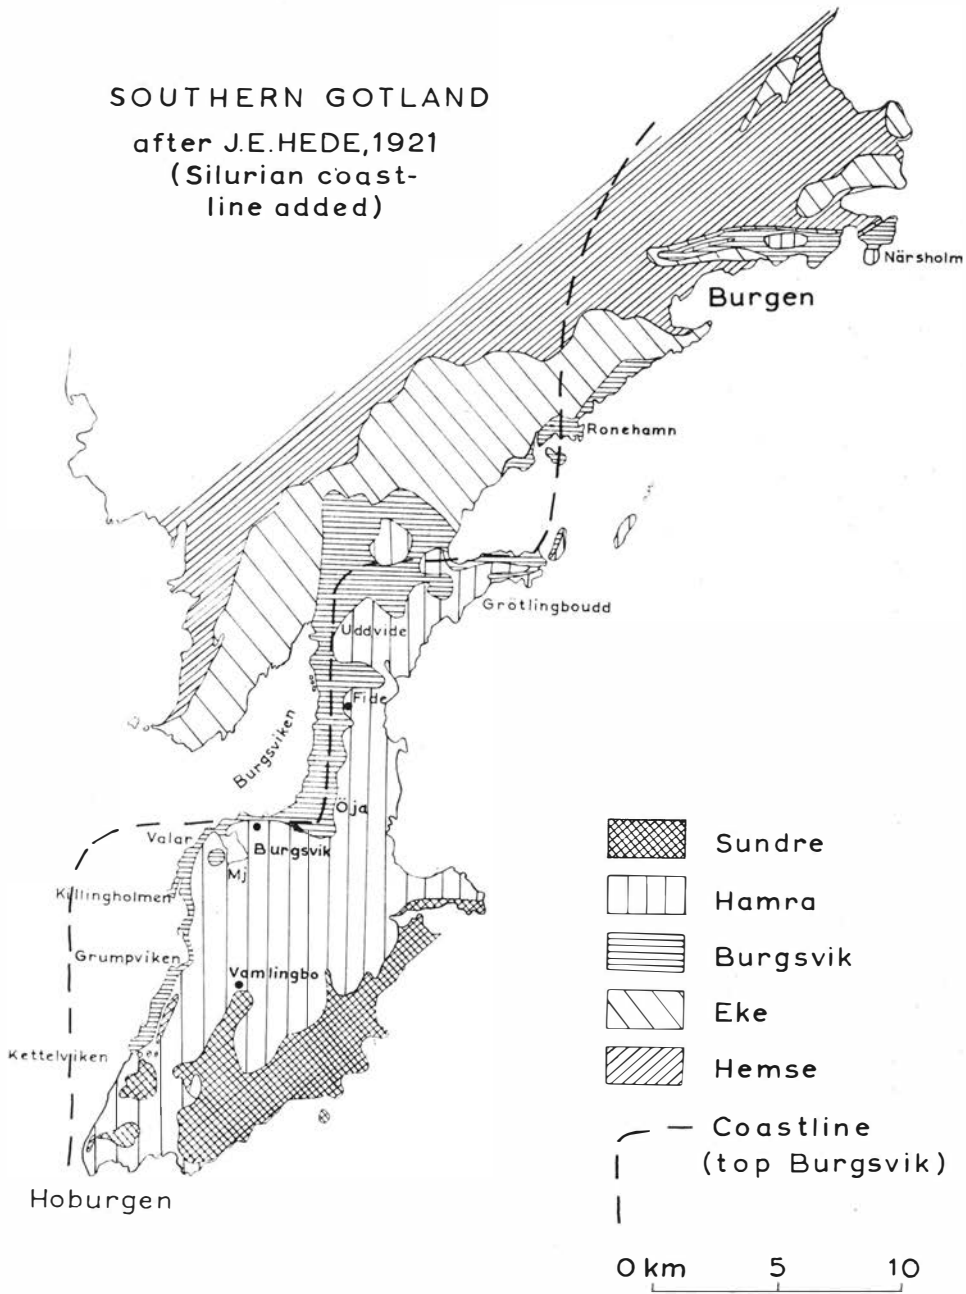 SOUTHERN GOTLAND
after J.E.HEDE,1921
(Silurian coast-
line added)
Närsholm
Burgen
Ronehamn
Grötlingboudd
Uddvide
Fide
Burgsviken
Öja
Valar
Burgsvik
Mj
Killingholmen
Grumpviken
Vamlingbo
Kettelviken
Hoburgen
Sundre
Hamra
Burgsvik
Eke
Hemse
Coastline
(top Burgsvik)
0 km 5 10